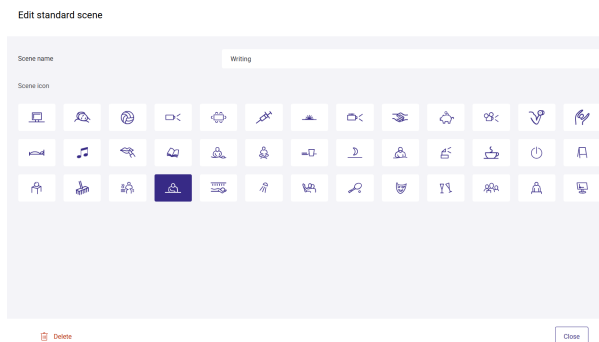 Edit standard scene
Scene name
Writing
Scene icon
Delete
Close